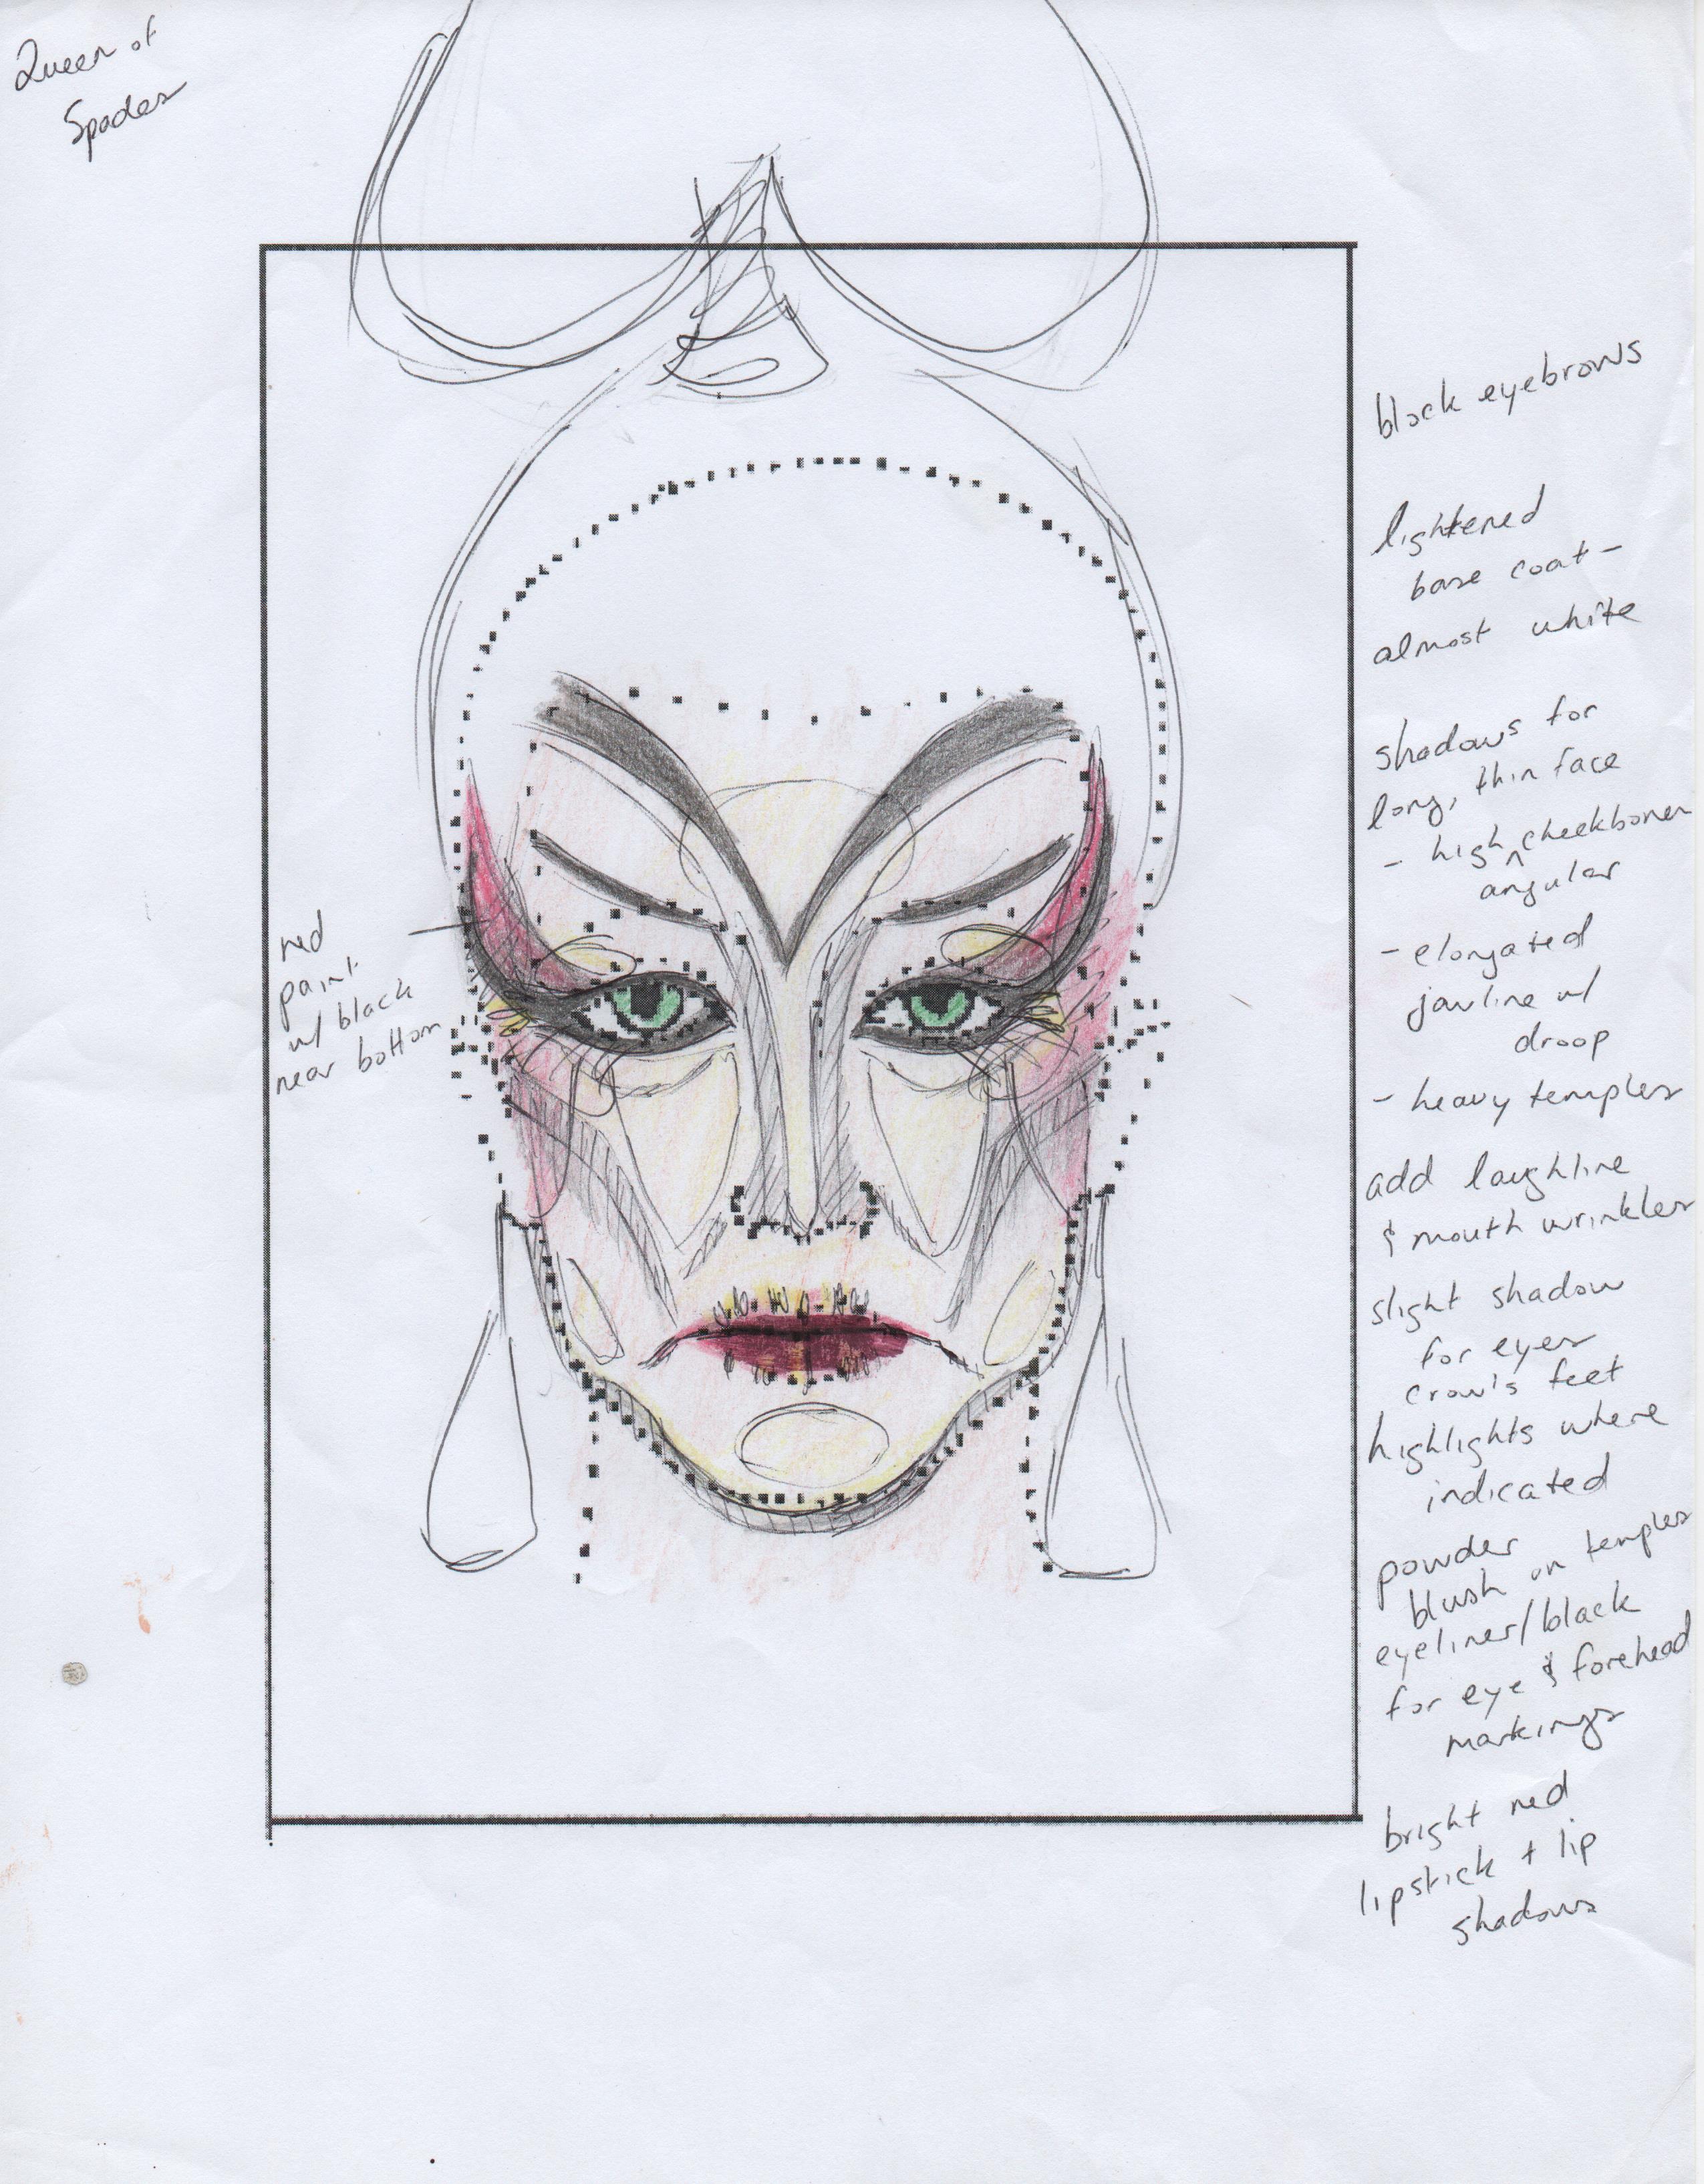 Queen of
Spades
black eyebrows
lightened
base coat -
almost white
shadows for
long, thin face
- high ^ cheekbones
angular
- elongated
jawline w/
droop
- heavy temples
add laughline
& mouth wrinkles
slight shadow
for eyes
crow's feet
highlights where
indicated
powder
blush on temples
eyeliner/black
for eye & forehead
markings
bright red
lipstick + lip
shadows
red
paint
w/ black
near bottom